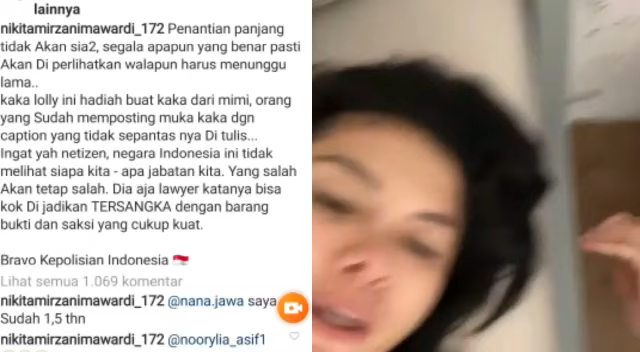 lainnya
nikitamirzanimawardi_172 Penantian panjang
tidak Akan sia2, segala apapun yang benar pasti
Akan Di perlihatkan walapun harus menunggu
lama..
kaka lolly ini hadiah buat kaka dari mimi, orang
yang Sudah memposting muka kaka dgn
caption yang tidak sepantas nya Di tulis...
Ingat yah netizen, negara Indonesia ini tidak
melihat siapa kita - apa jabatan kita. Yang salah
Akan tetap salah. Dia aja lawyer katanya bisa
kok Di jadikan TERSANGKA dengan barang
bukti dan saksi yang cukup kuat.
Bravo Kepolisian Indonesia 🇮🇩
Lihat semua 1.069 komentar
nikitamirzanimawardi_172 @nana.jawa saya
Sudah 1,5 thn
nikitamirzanimawardi_172 @noorylia_asif1